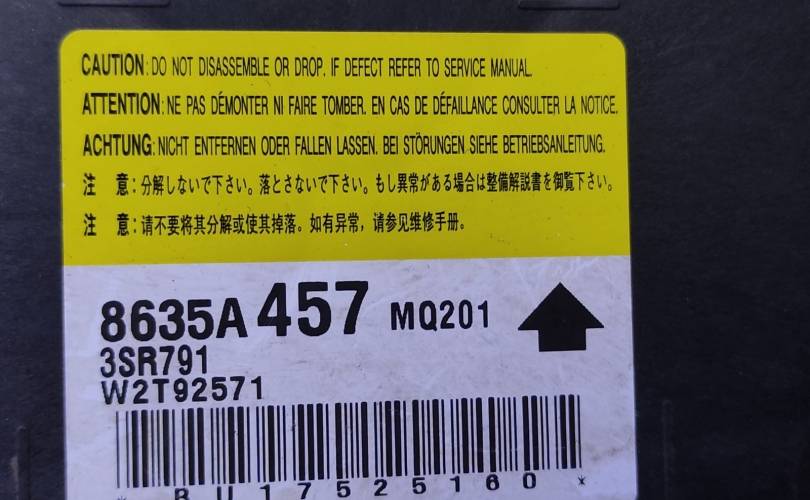 CAUTION: DO NOT DISASSEMBLE OR DROP. IF DEFECT REFER TO SERVICE MANUAL.
ATTENTION: NE PAS DÉMONTER NI FAIRE TOMBER. EN CAS DE DÉFAILLANCE CONSULTER LA NOTICE.
ACHTUNG: NICHT ENTFERNEN ODER FALLEN LASSEN. BEI STÖRUNGEN SIEHE BETRIEBSANLEITUNG.
注 意:分解しないで下さい。落とさないで下さい。もし異常がある場合は整備解説書を御覧下さい。
注 意:请不要将其分解或使其掉落。如有异常，请参见维修手册。
8635A 457 MQ201
3SR791
W2T92571
* RU17525160 *